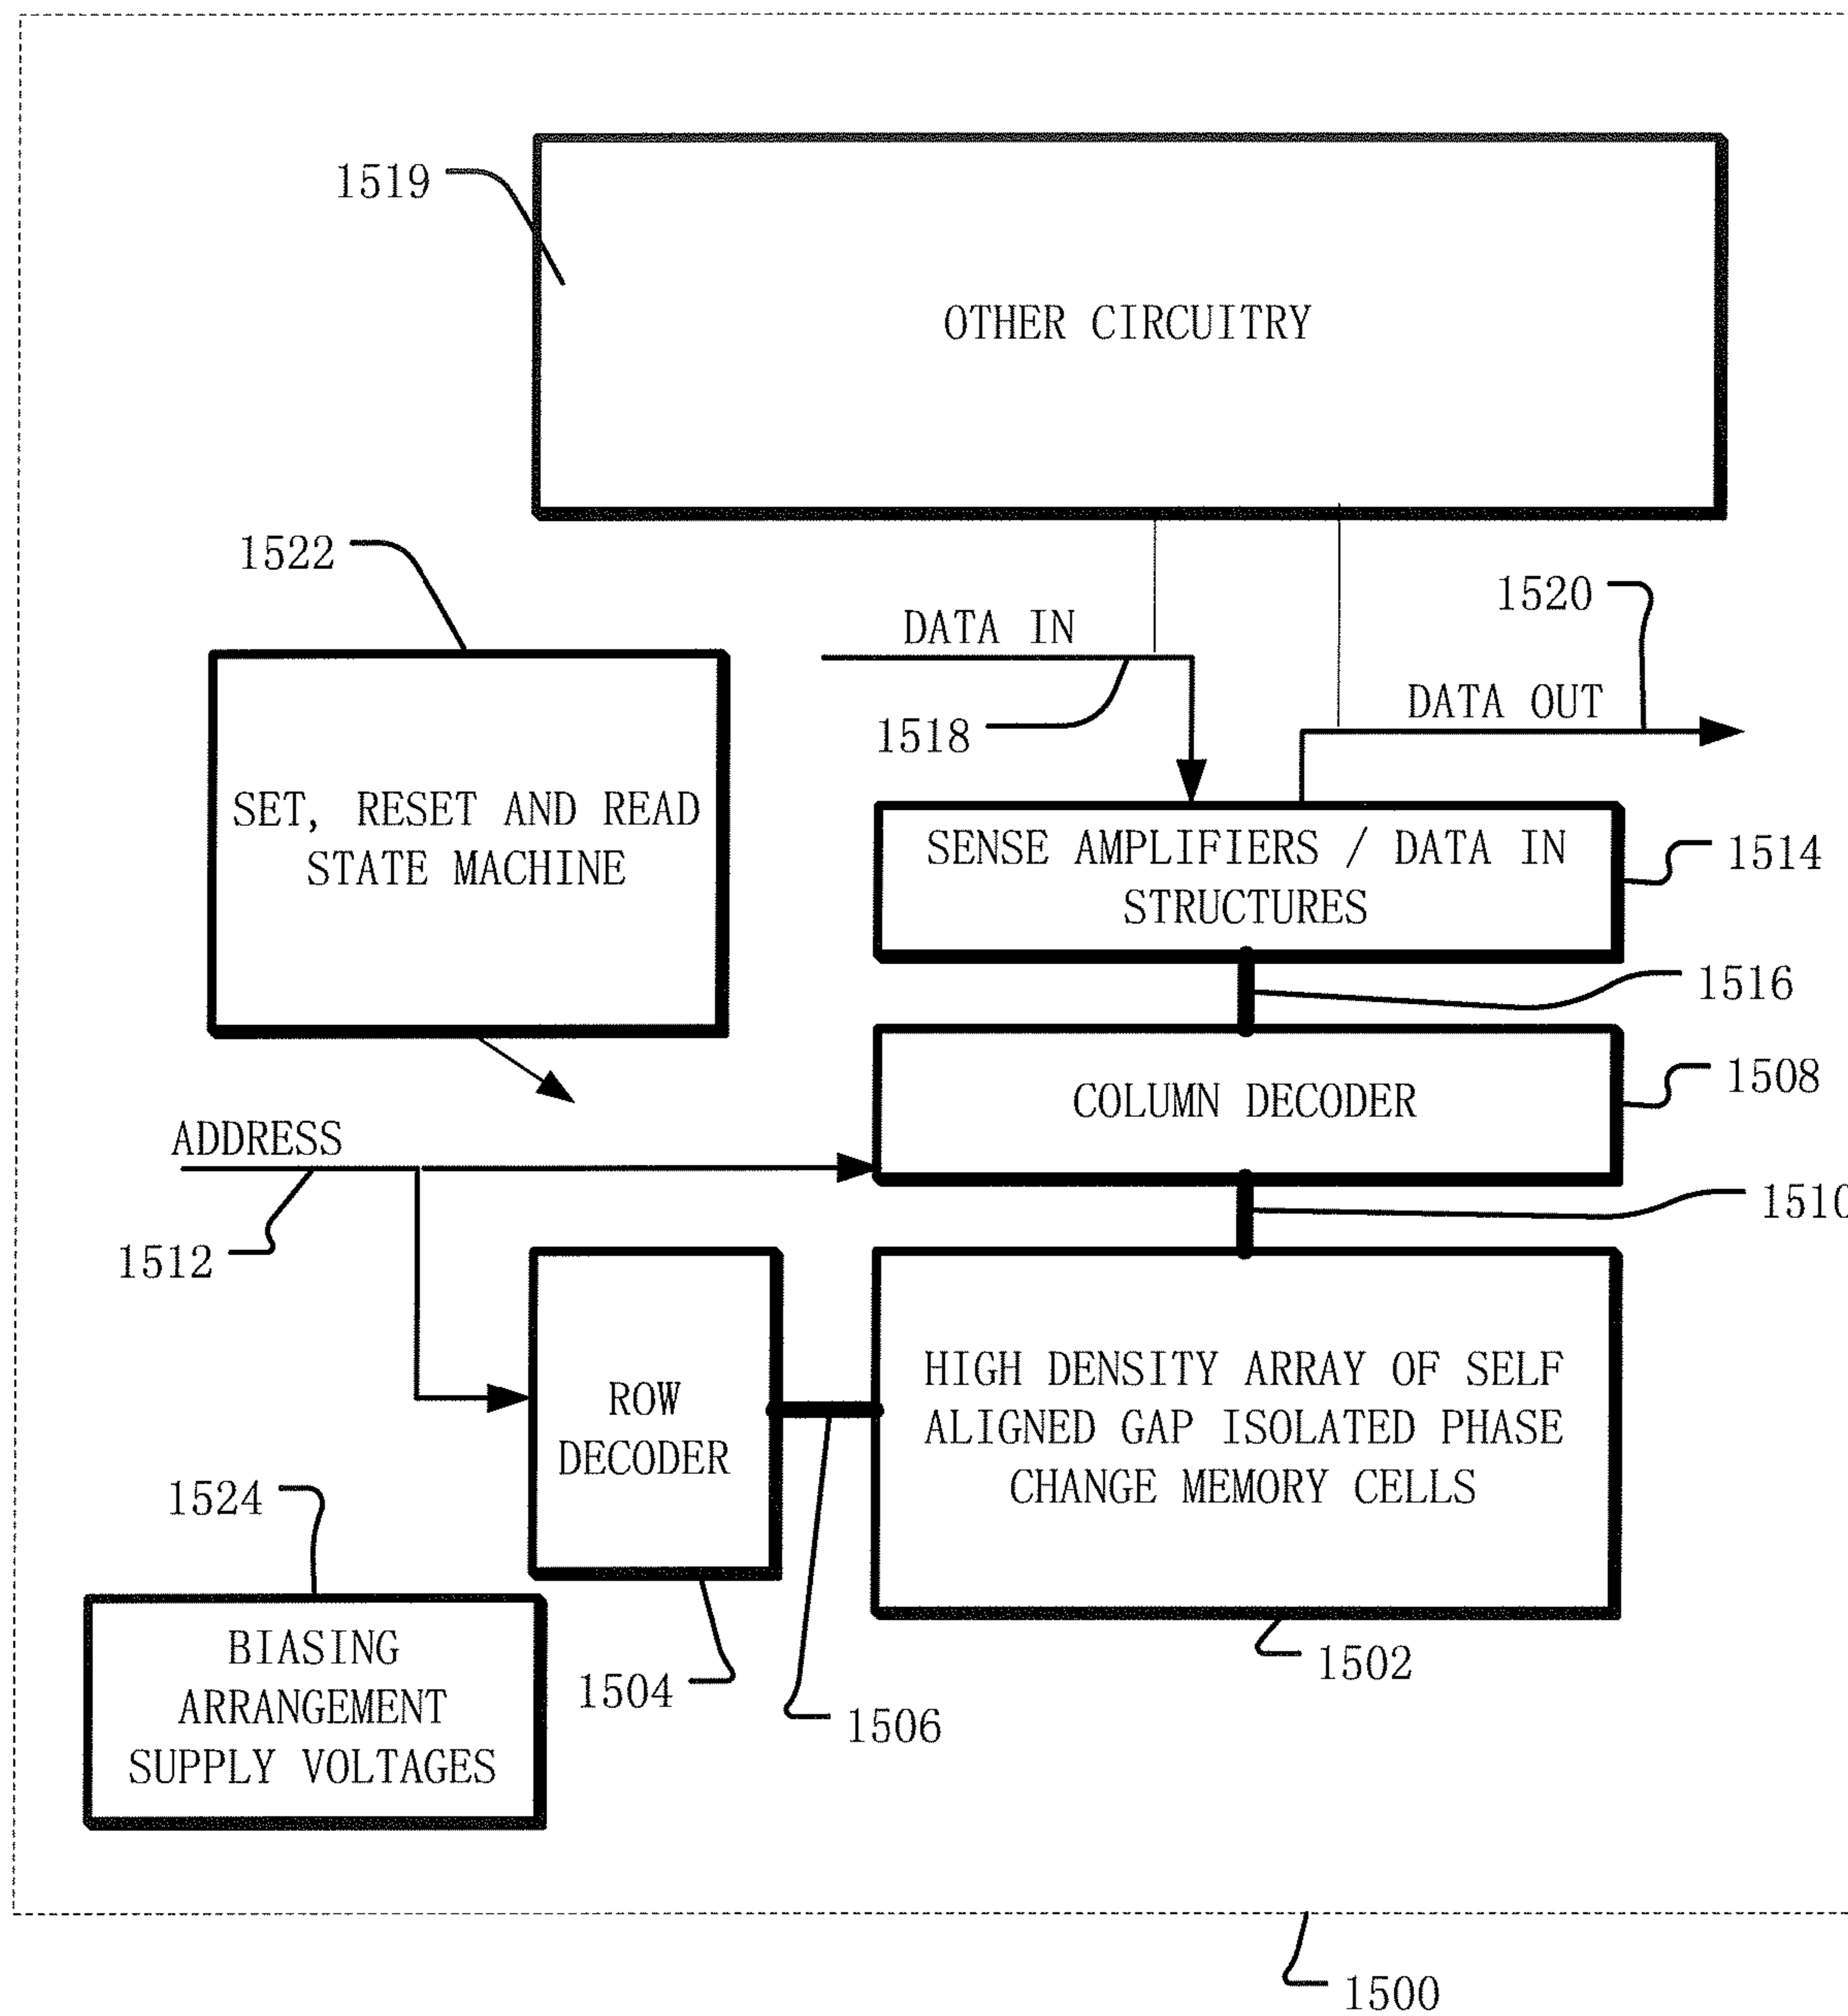 1519
OTHER CIRCUITRY
1522
1520
DATA IN
DATA OUT
1518
SET, RESET AND READ
STATE MACHINE
SENSE AMPLIFIERS / DATA IN
STRUCTURES
1514
1516
COLUMN DECODER
1508
ADDRESS
1510
1512
ROW
DECODER
HIGH DENSITY ARRAY OF SELF
ALIGNED GAP ISOLATED PHASE
CHANGE MEMORY CELLS
1524
1504
1506
1502
BIASING
ARRANGEMENT
SUPPLY VOLTAGES
1500